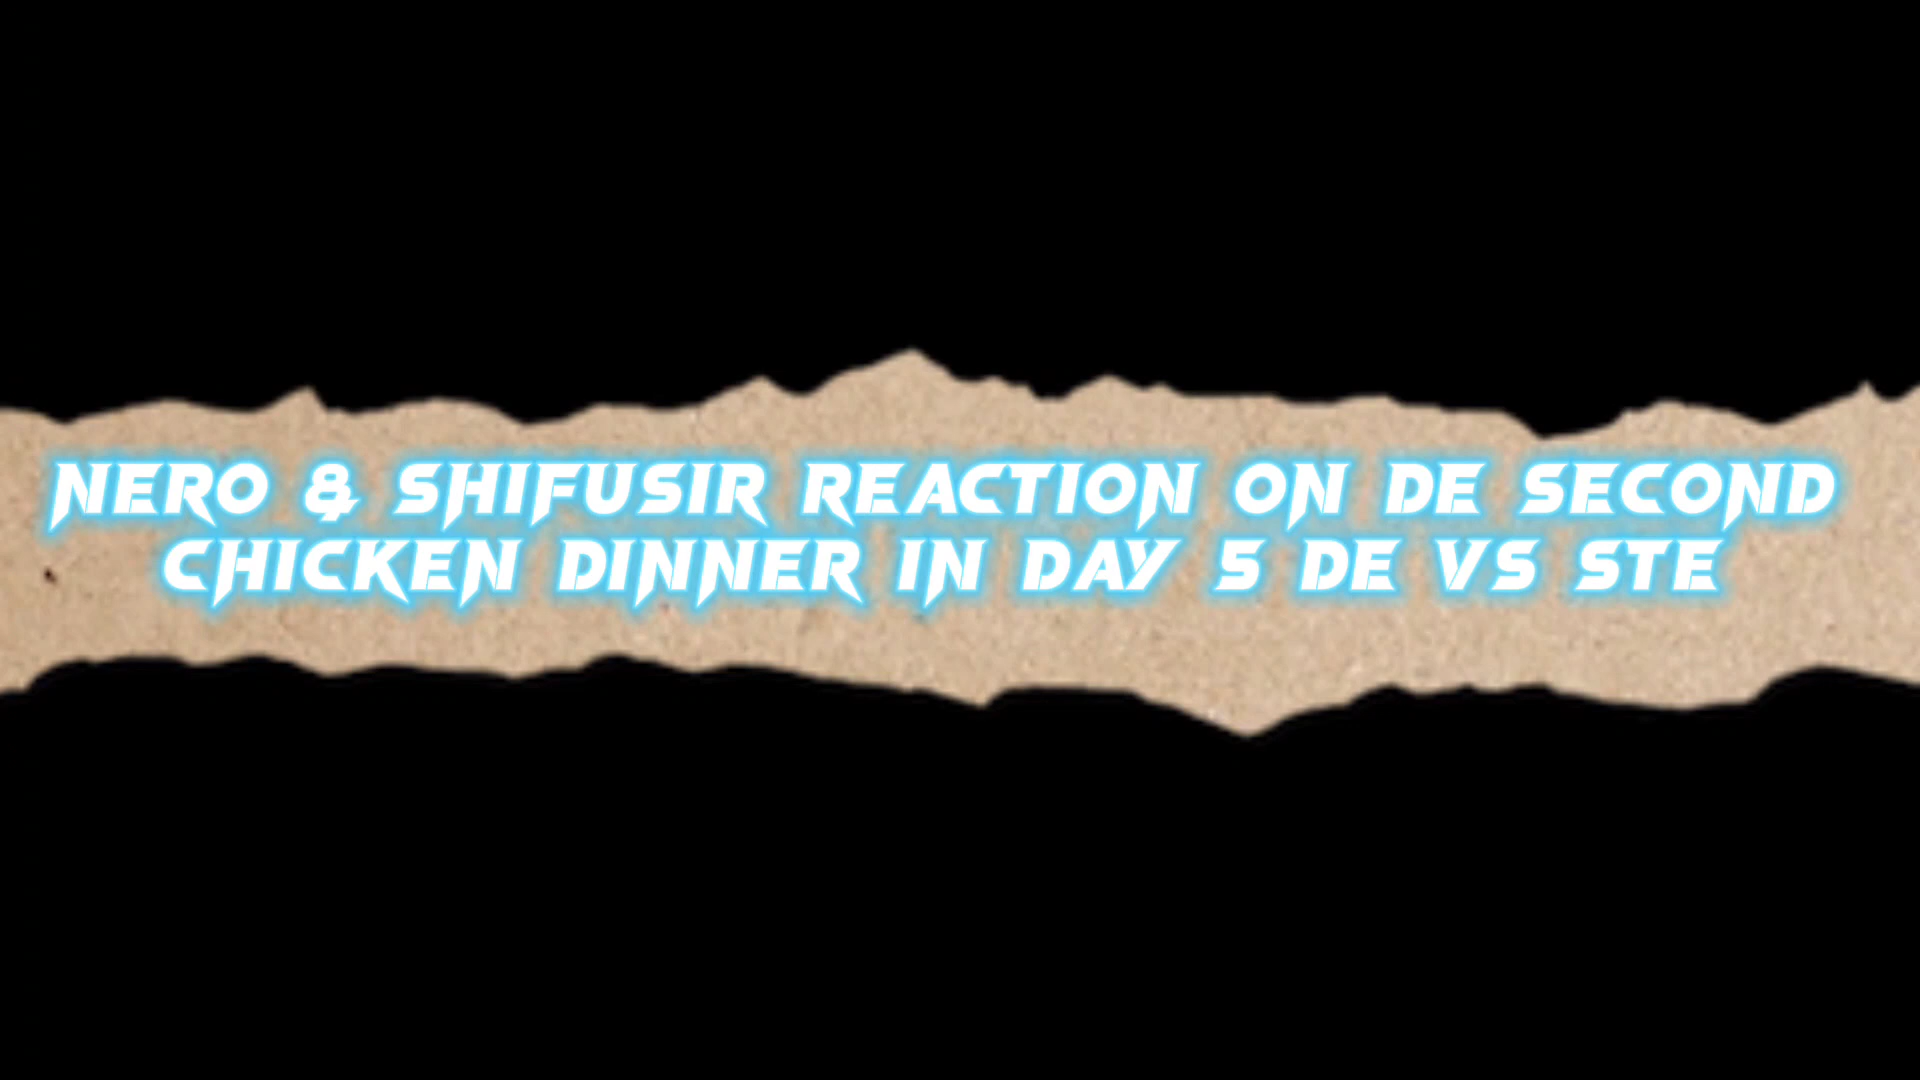 NERO & SHIFUSIR REACTION ON DE SECOND
CHICKEN DINNER IN DAY 5 DE VS STE